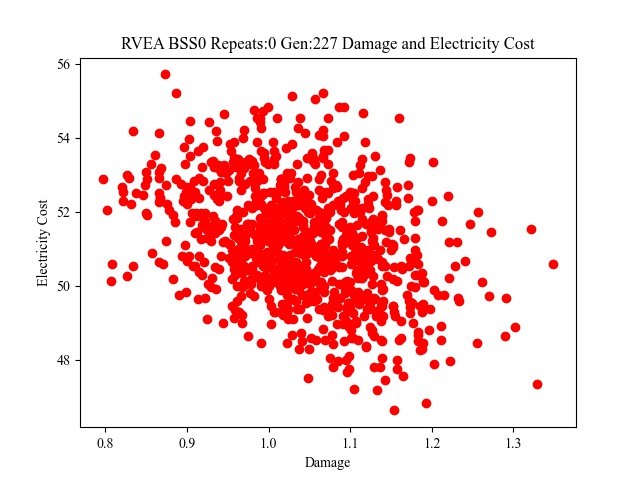 RVEA BSS0 Repeats:0 Gen:227 Damage and Electricity Cost
56
54
52
50
48
Electricity Cost
0.8 0.9 1.0 1.1 1.2 1.3
Damage